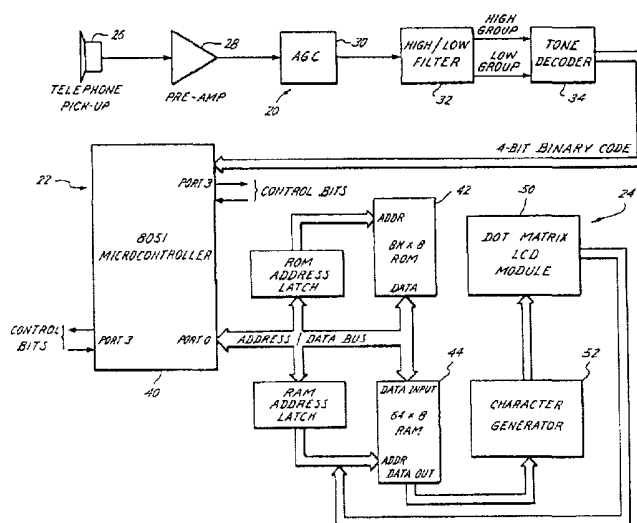 26
TELEPHONE
PICK-UP
28
PRE-AMP
30
AGC
20
HIGH/LOW
FILTER
32
HIGH
GROUP
LOW
GROUP
TONE
DECODER
34
4-BIT BINARY CODE
22
PORT 3
CONTROL BITS
8051
MICROCONTROLLER
CONTROL
BITS
PORT 3
PORT 0
40
ROM
ADDRESS
LATCH
ADDRESS / DATA BUS
RAM
ADDRESS
LATCH
42
ADDR
8K x 8
ROM
DATA
44
DATA INPUT
64 x 8
RAM
ADDR
DATA OUT
50
24
DOT MATRIX
LCD
MODULE
52
CHARACTER
GENERATOR